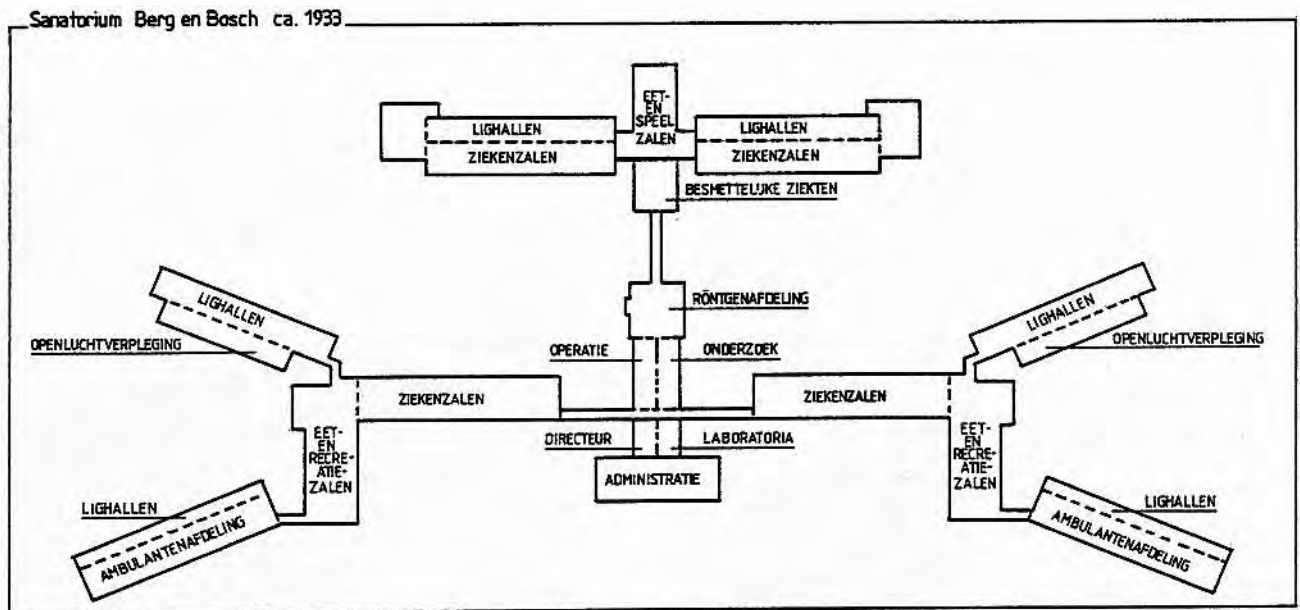 Sanatorium Berg en Bosch ca. 1933
EET-
EN
SPEEL
ZALEN
LIGHALLEN
ZIEKENZALEN
LIGHALLEN
ZIEKENZALEN
BESMETTELIJKE ZIEKTEN
RÖNTGENAFDELING
LIGHALLEN
OPENLUCHTVERPLEGING
LIGHALLEN
OPENLUCHTVERPLEGING
OPERATIE
ONDERZOEK
ZIEKENZALEN
ZIEKENZALEN
DIRECTEUR
LABORATORIA
ADMINISTRATIE
EET-
EN
RECRE-
ATIE-
ZALEN
EET-
EN
RECRE-
ATIE-
ZALEN
LIGHALLEN
AMBULANTENAFDELING
LIGHALLEN
AMBULANTENAFDELING